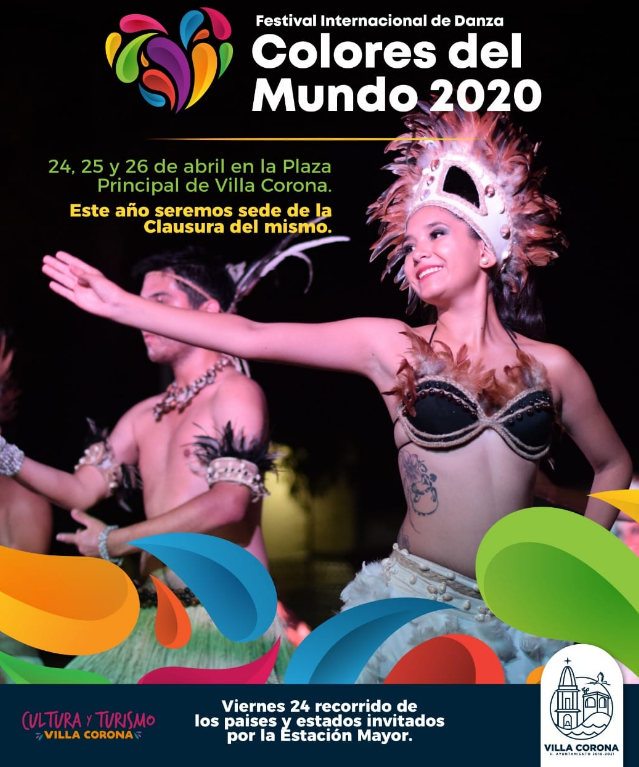 Festival Internacional de Danza
Colores del
Mundo 2020
24, 25 y 26 de abril en la Plaza
Principal de Villa Corona.
Este año seremos sede de la
Clausura del mismo.
Viernes 24 recorrido de
los paises y estados invitados
por la Estación Mayor.
CULTURA Y TURISMO
VILLA CORONA
VILLA CORONA
H. AYUNTAMIENTO 2018-2021